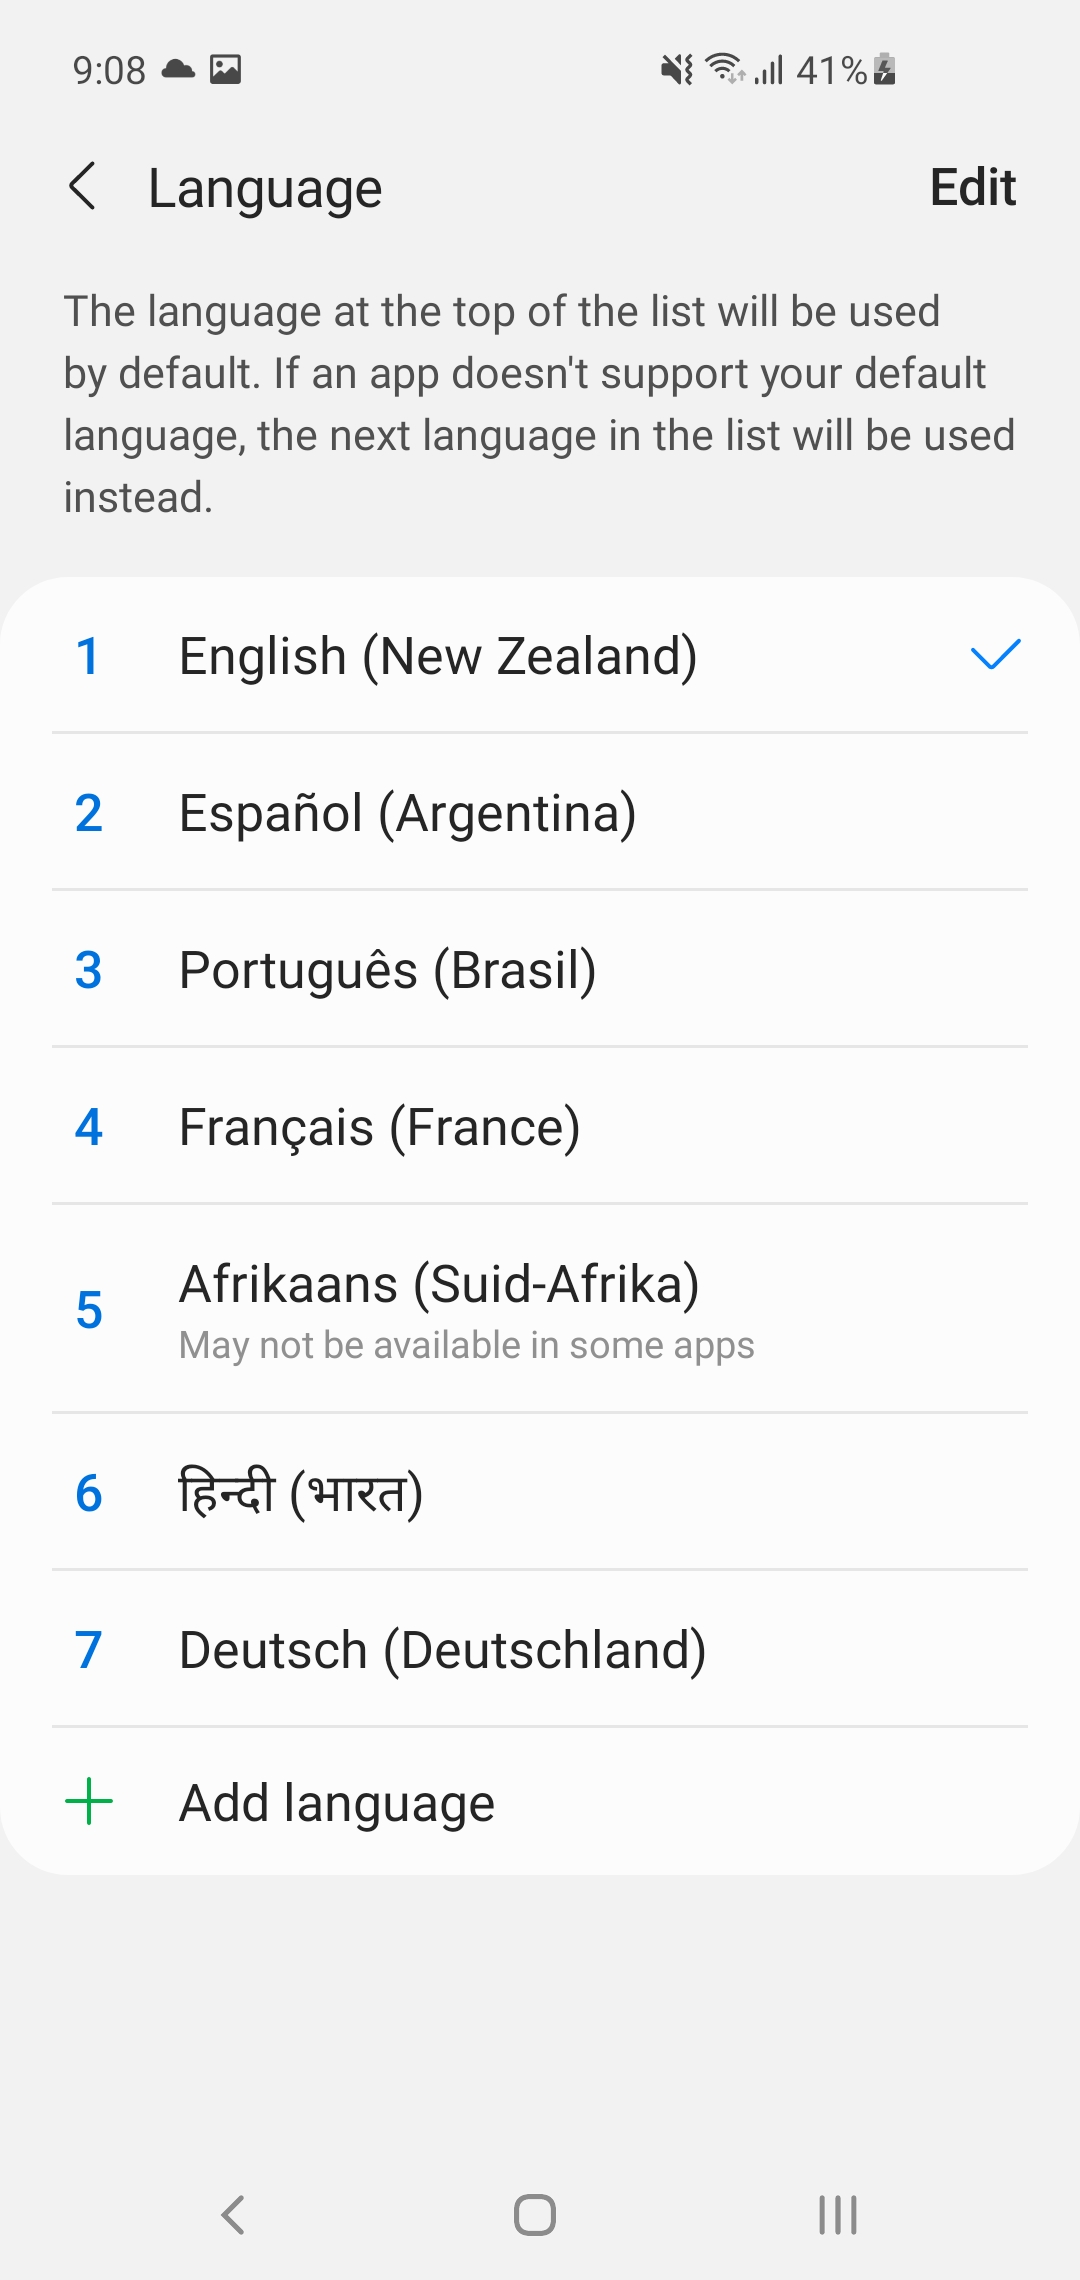 9:08 41%
Language Edit
The language at the top of the list will be used
by default. If an app doesn't support your default
language, the next language in the list will be used
instead.
1 English (New Zealand)
2 Español (Argentina)
3 Português (Brasil)
4 Français (France)
5 Afrikaans (Suid-Afrika)
May not be available in some apps
6 हिन्दी (भारत)
7 Deutsch (Deutschland)
Add language